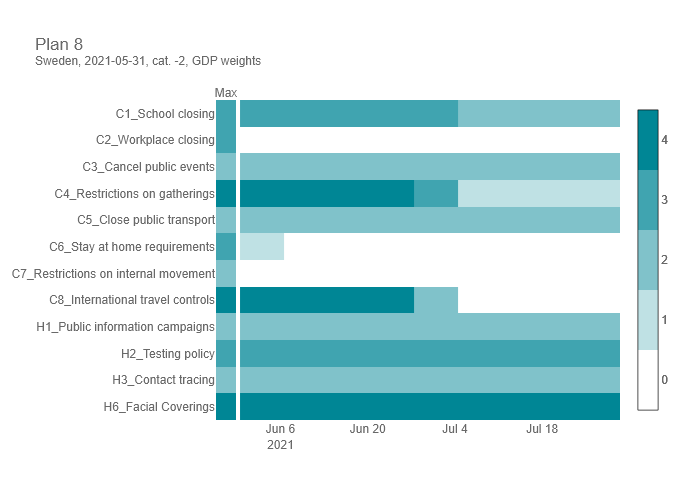 Plan 8
Sweden, 2021-05-31, cat. -2, GDP weights
Max
C1_School closing
C2_Workplace closing
C3_Cancel public events
C4_Restrictions on gatherings
C5_Close public transport
C6_Stay at home requirements
C7_Restrictions on internal movement
C8_International travel controls
H1_Public information campaigns
H2_Testing policy
H3_Contact tracing
H6_Facial Coverings
Jun 6 Jun 20 Jul 4 Jul 18
2021
4
3
2
1
0